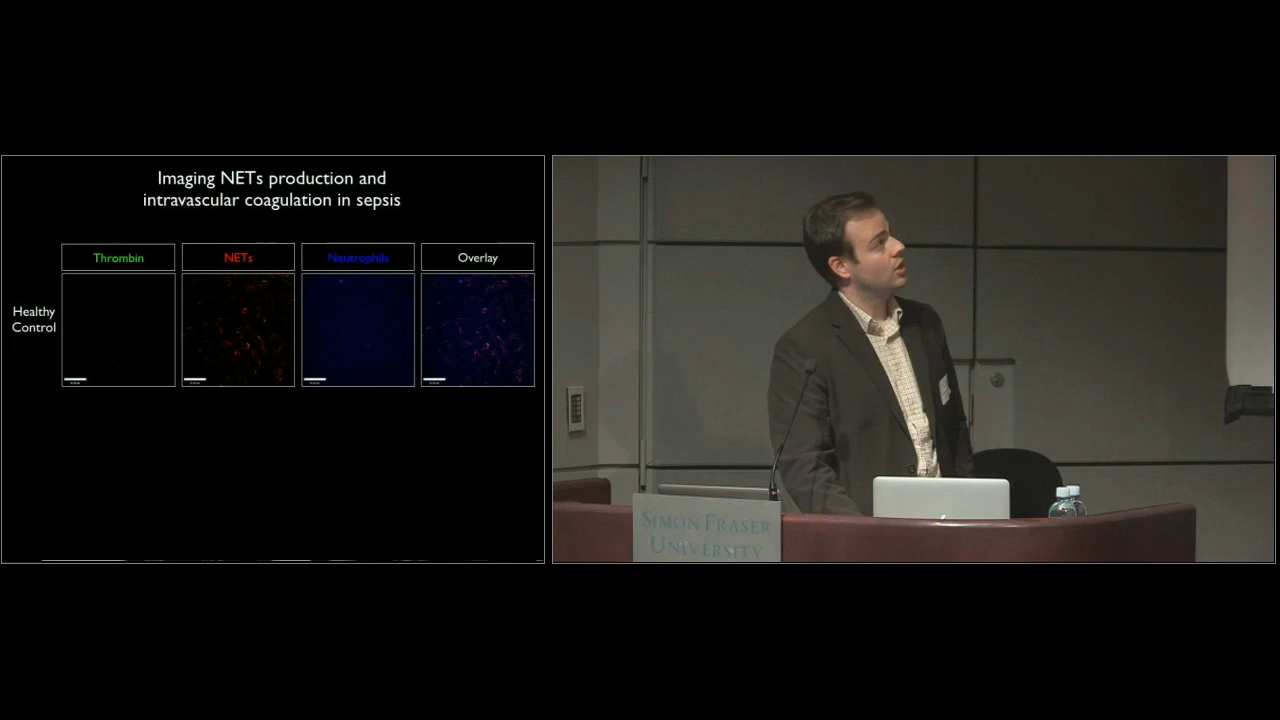 Imaging NETs production and
intravascular coagulation in sepsis
Thrombin
NETs
Neutrophils
Overlay
Healthy
Control
SIMON FRASER
UNIVERSITY